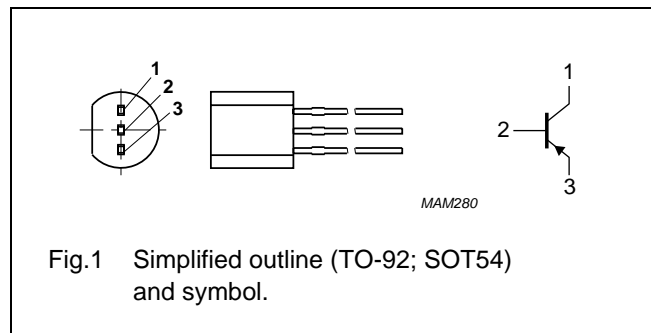 1
2
3
1
2
3
MAM280
Fig.1 Simplified outline (TO-92; SOT54)
and symbol.